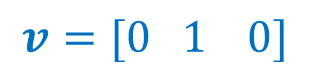 v = [0 1 0]